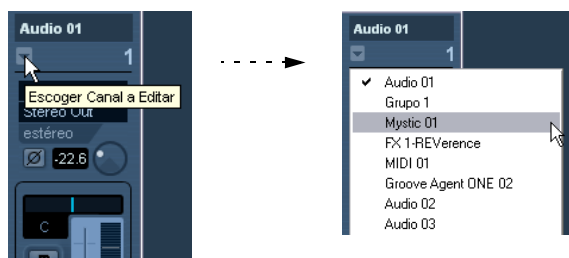 Audio 01
1
Escoger Canal a Editar
Stereo Out
estéreo
-22.6
C
Audio 01
1
Audio 01
Grupo 1
Mystic 01
FX 1-REVerence
MIDI 01
Groove Agent ONE 02
Audio 02
Audio 03